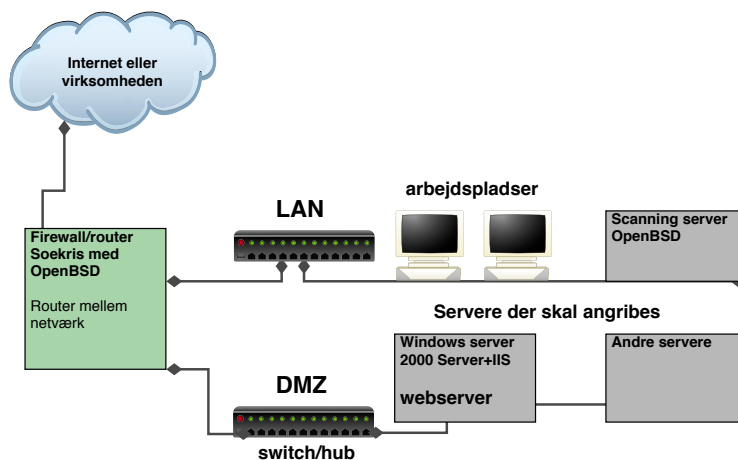 Internet eller
virksomheden
arbejdspladser
LAN
Firewall/router
Soekris med
OpenBSD
Router mellem
netværk
Scanning server
OpenBSD
Servere der skal angribes
Windows server
2000 Server+IIS
webserver
Andre servere
DMZ
switch/hub